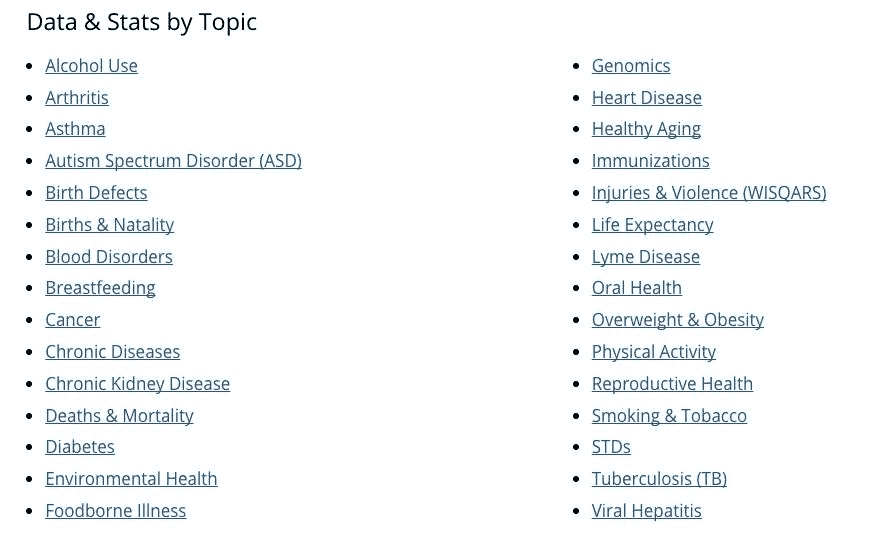 Data & Stats by Topic
Alcohol Use
Arthritis
Asthma
Autism Spectrum Disorder (ASD)
Birth Defects
Births & Natality
Blood Disorders
Breastfeeding
Cancer
Chronic Diseases
Chronic Kidney Disease
Deaths & Mortality
Diabetes
Environmental Health
Foodborne Illness
Genomics
Heart Disease
Healthy Aging
Immunizations
Injuries & Violence (WISQARS)
Life Expectancy
Lyme Disease
Oral Health
Overweight & Obesity
Physical Activity
Reproductive Health
Smoking & Tobacco
STDs
Tuberculosis (TB)
Viral Hepatitis